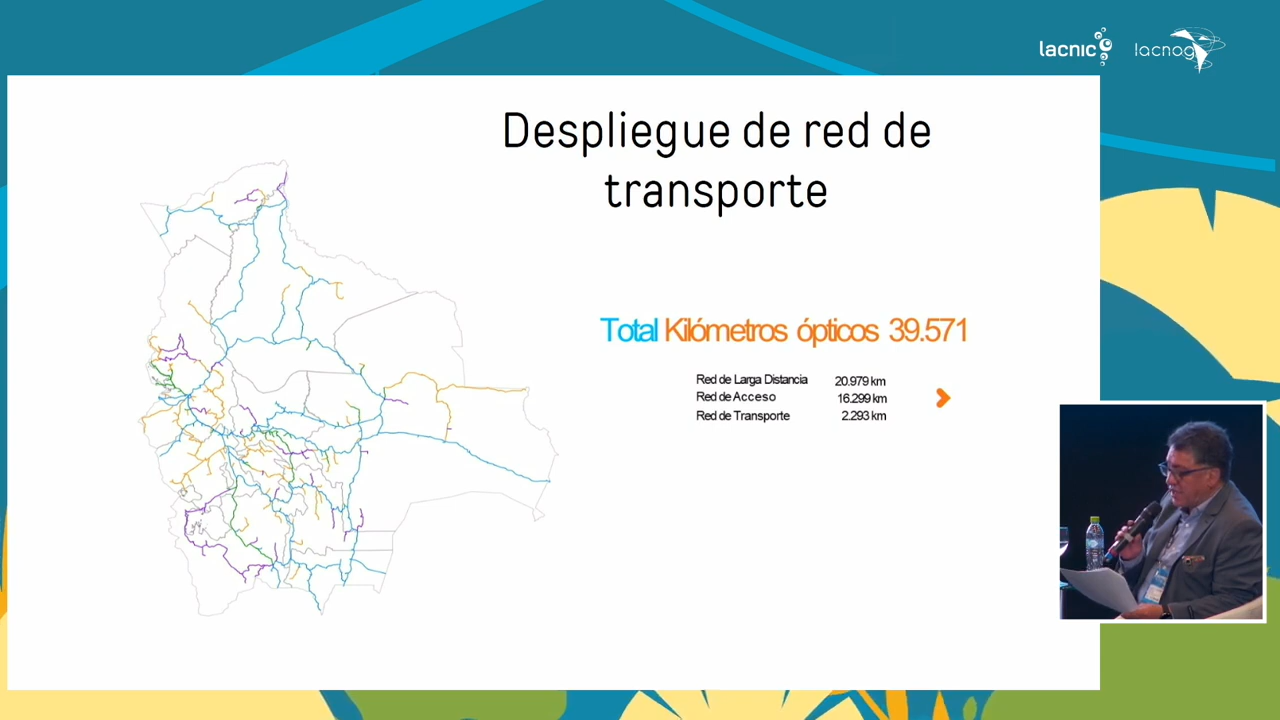 lacnic
lacnog
Despliegue de red de
transporte
Total Kilómetros ópticos 39.571
Red de Larga Distancia 20.979 km
Red de Acceso 16.299 km
Red de Transporte 2.293 km